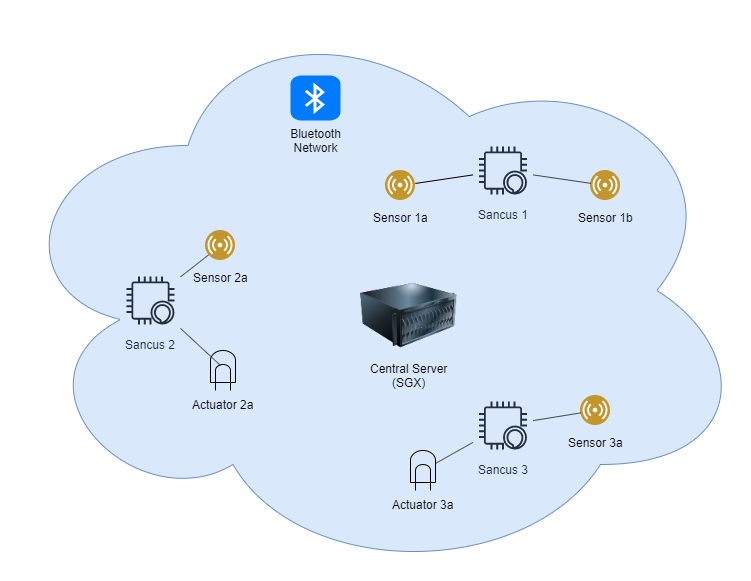 Bluetooth
Network
Sensor 1a
Sancus 1
Sensor 1b
Sensor 2a
Sancus 2
Actuator 2a
Central Server
(SGX)
Sensor 3a
Sancus 3
Actuator 3a